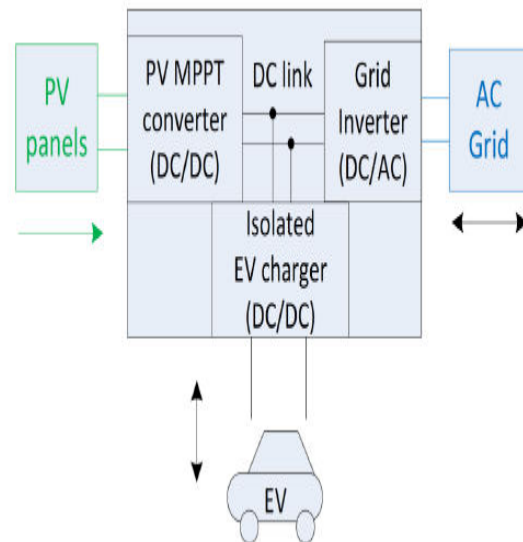 PV
panels
PV MPPT
converter
(DC/DC)
DC link
Grid
Inverter
(DC/AC)
AC
Grid
Isolated
EV charger
(DC/DC)
EV